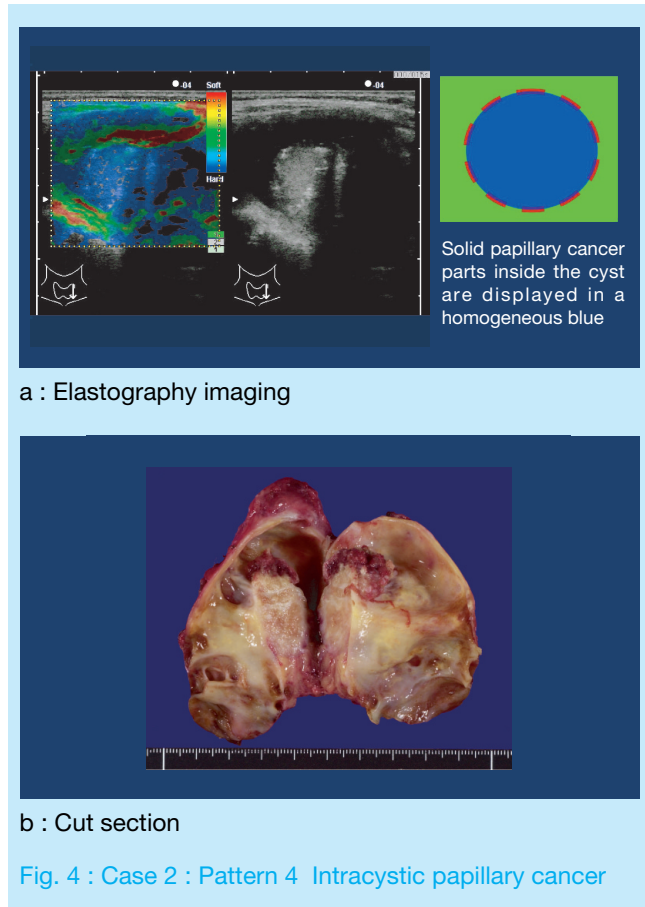 -04
Soft
-04
Hard
Solid papillary cancer
parts inside the cyst
are displayed in a
homogeneous blue
a : Elastography imaging
b : Cut section
Fig. 4 : Case 2 : Pattern 4 Intracystic papillary cancer